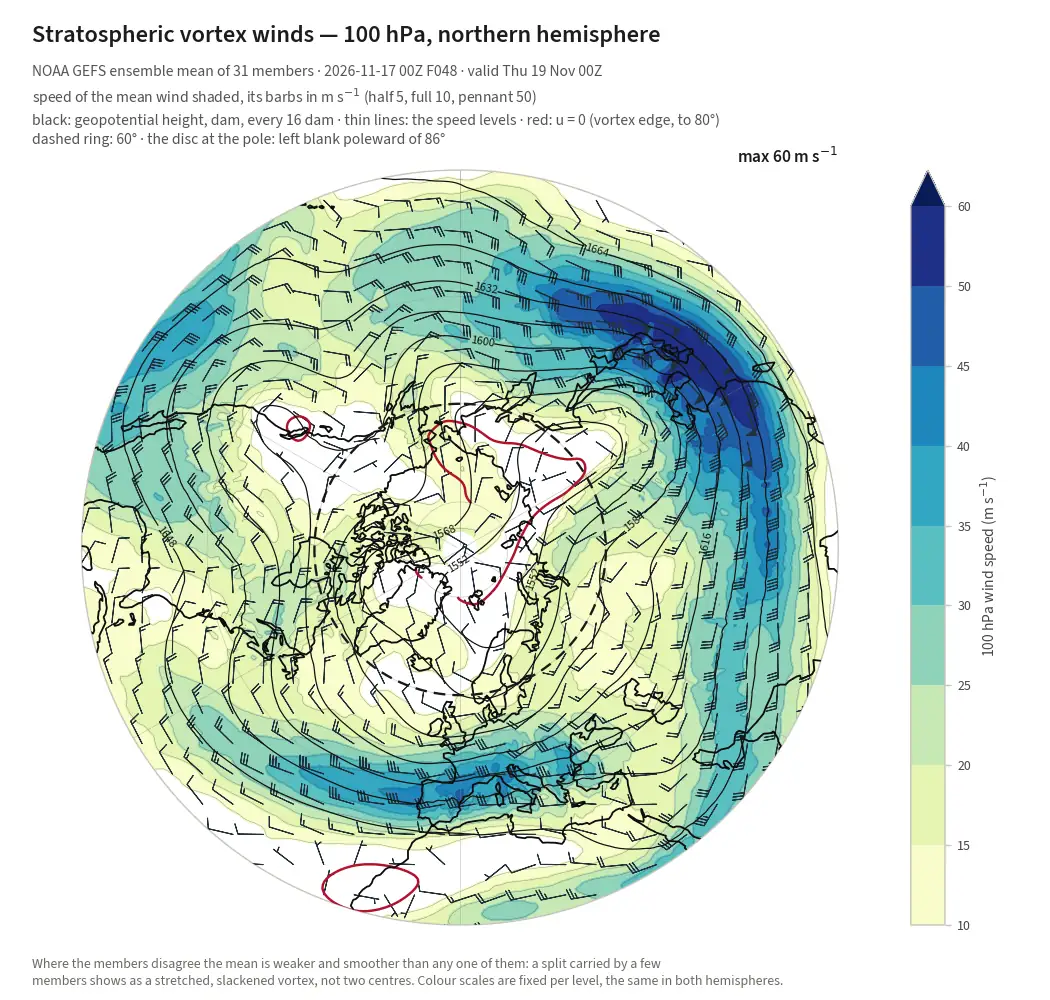 Stratospheric vortex winds — 100 hPa, northern hemisphere
NOAA GEFS ensemble mean of 31 members · 2026-11-17 00Z F048 · valid Thu 19 Nov 00Z
speed of the mean wind shaded, its barbs in m s⁻¹ (half 5, full 10, pennant 50)
black: geopotential height, dam, every 16 dam · thin lines: the speed levels · red: u = 0 (vortex edge, to 80°)
dashed ring: 60° · the disc at the pole: left blank poleward of 86°
max 60 m s⁻¹
1664
1632
1600
1568
1552
1552
1648
60
50
45
40
35
30
25
20
15
10
100 hPa wind speed (m s⁻¹)
Where the members disagree the mean is weaker and smoother than any one of them: a split carried by a few
members shows as a stretched, slackened vortex, not two centres. Colour scales are fixed per level, the same in both hemispheres.